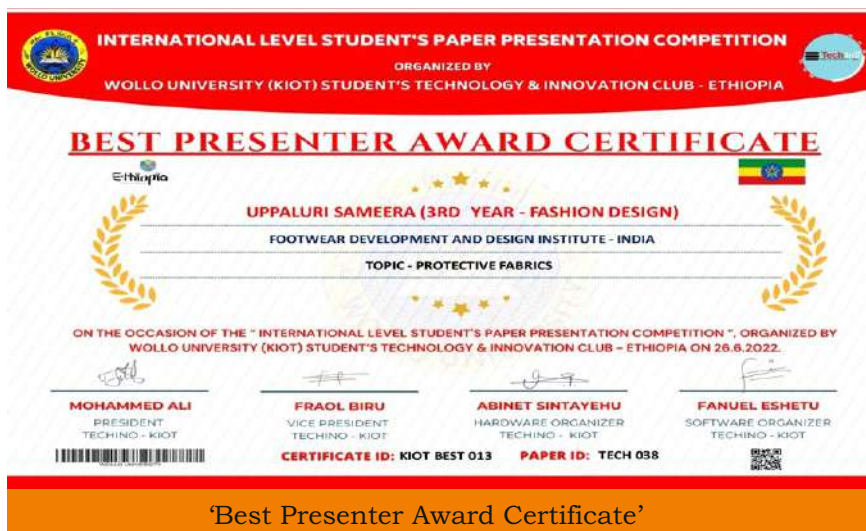 INTERNATIONAL LEVEL STUDENT'S PAPER PRESENTATION COMPETITION
ORGANIZED BY
WOLLO UNIVERSITY (KIOT) STUDENT'S TECHNOLOGY & INNOVATION CLUB - ETHIOPIA
BEST PRESENTER AWARD CERTIFICATE
UPPALURI SAMEERA (3RD YEAR - FASHION DESIGN)
FOOTWEAR DEVELOPMENT AND DESIGN INSTITUTE - INDIA
TOPIC - PROTECTIVE FABRICS
ON THE OCCASION OF THE " INTERNATIONAL LEVEL STUDENT'S PAPER PRESENTATION COMPETITION ", ORGANIZED BY
WOLLO UNIVERSITY (KIOT) STUDENT'S TECHNOLOGY & INNOVATION CLUB – ETHIOPIA ON 26.6.2022.
MOHAMMED ALI FRAOL BIRU ABINET SINTAYEHU FANUEL ESHETU
PRESIDENT VICE PRESIDENT HARDWARE ORGANIZER SOFTWARE ORGANIZER
TECHINO - KIOT TECHINO - KIOT TECHINO - KIOT TECHINO - KIOT
WOLLO UNIVERSITY
CERTIFICATE ID: KIOT BEST 013 PAPER ID: TECH 038
'Best Presenter Award Certificate'